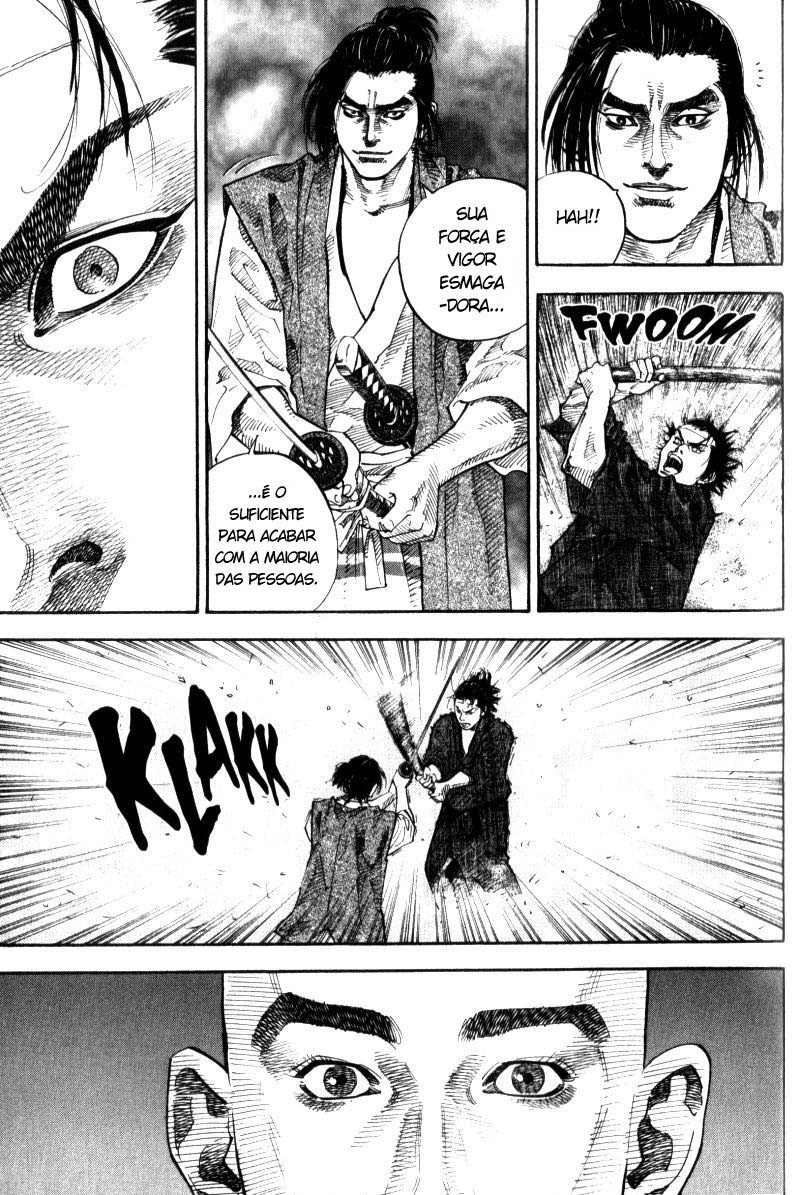 HAH!!
SUA
FORÇA E
VIGOR
ESMAGA
-DORA...
...É O
SUFICIENTE
PARA ACABAR
COM A MAIORIA
DAS PESSOAS.
FWOOM
KLAKK